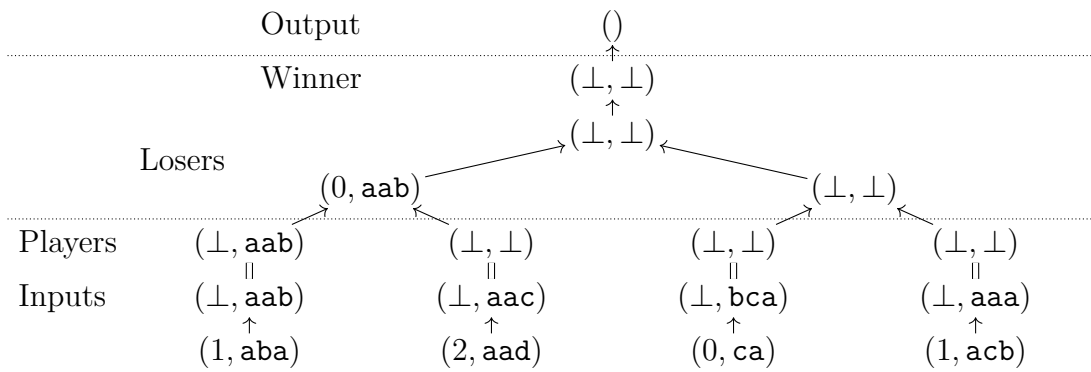 Output ()
Winner (⊥, ⊥)
(⊥, ⊥)
Losers
(0, aab) (⊥, ⊥)
Players (⊥, aab) (⊥, ⊥) (⊥, ⊥) (⊥, ⊥)
Inputs (⊥, aab) (⊥, aac) (⊥, bca) (⊥, aaa)
(1, aba) (2, aad) (0, ca) (1, acb)